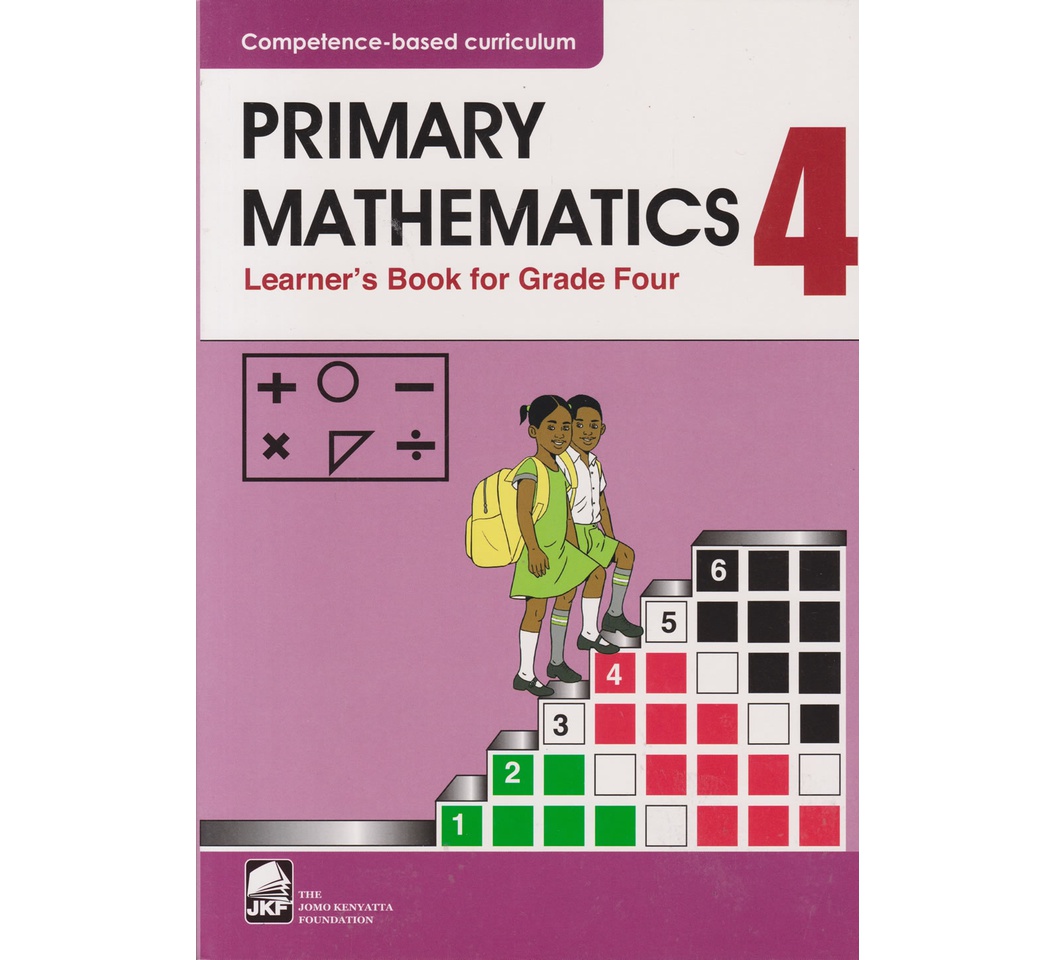 Competence-based curriculum
PRIMARY
MATHEMATICS 4
Learner's Book for Grade Four
+ −
× ÷
6
5
4
3
2
1
JKF
THE
JOMO KENYATTA
FOUNDATION